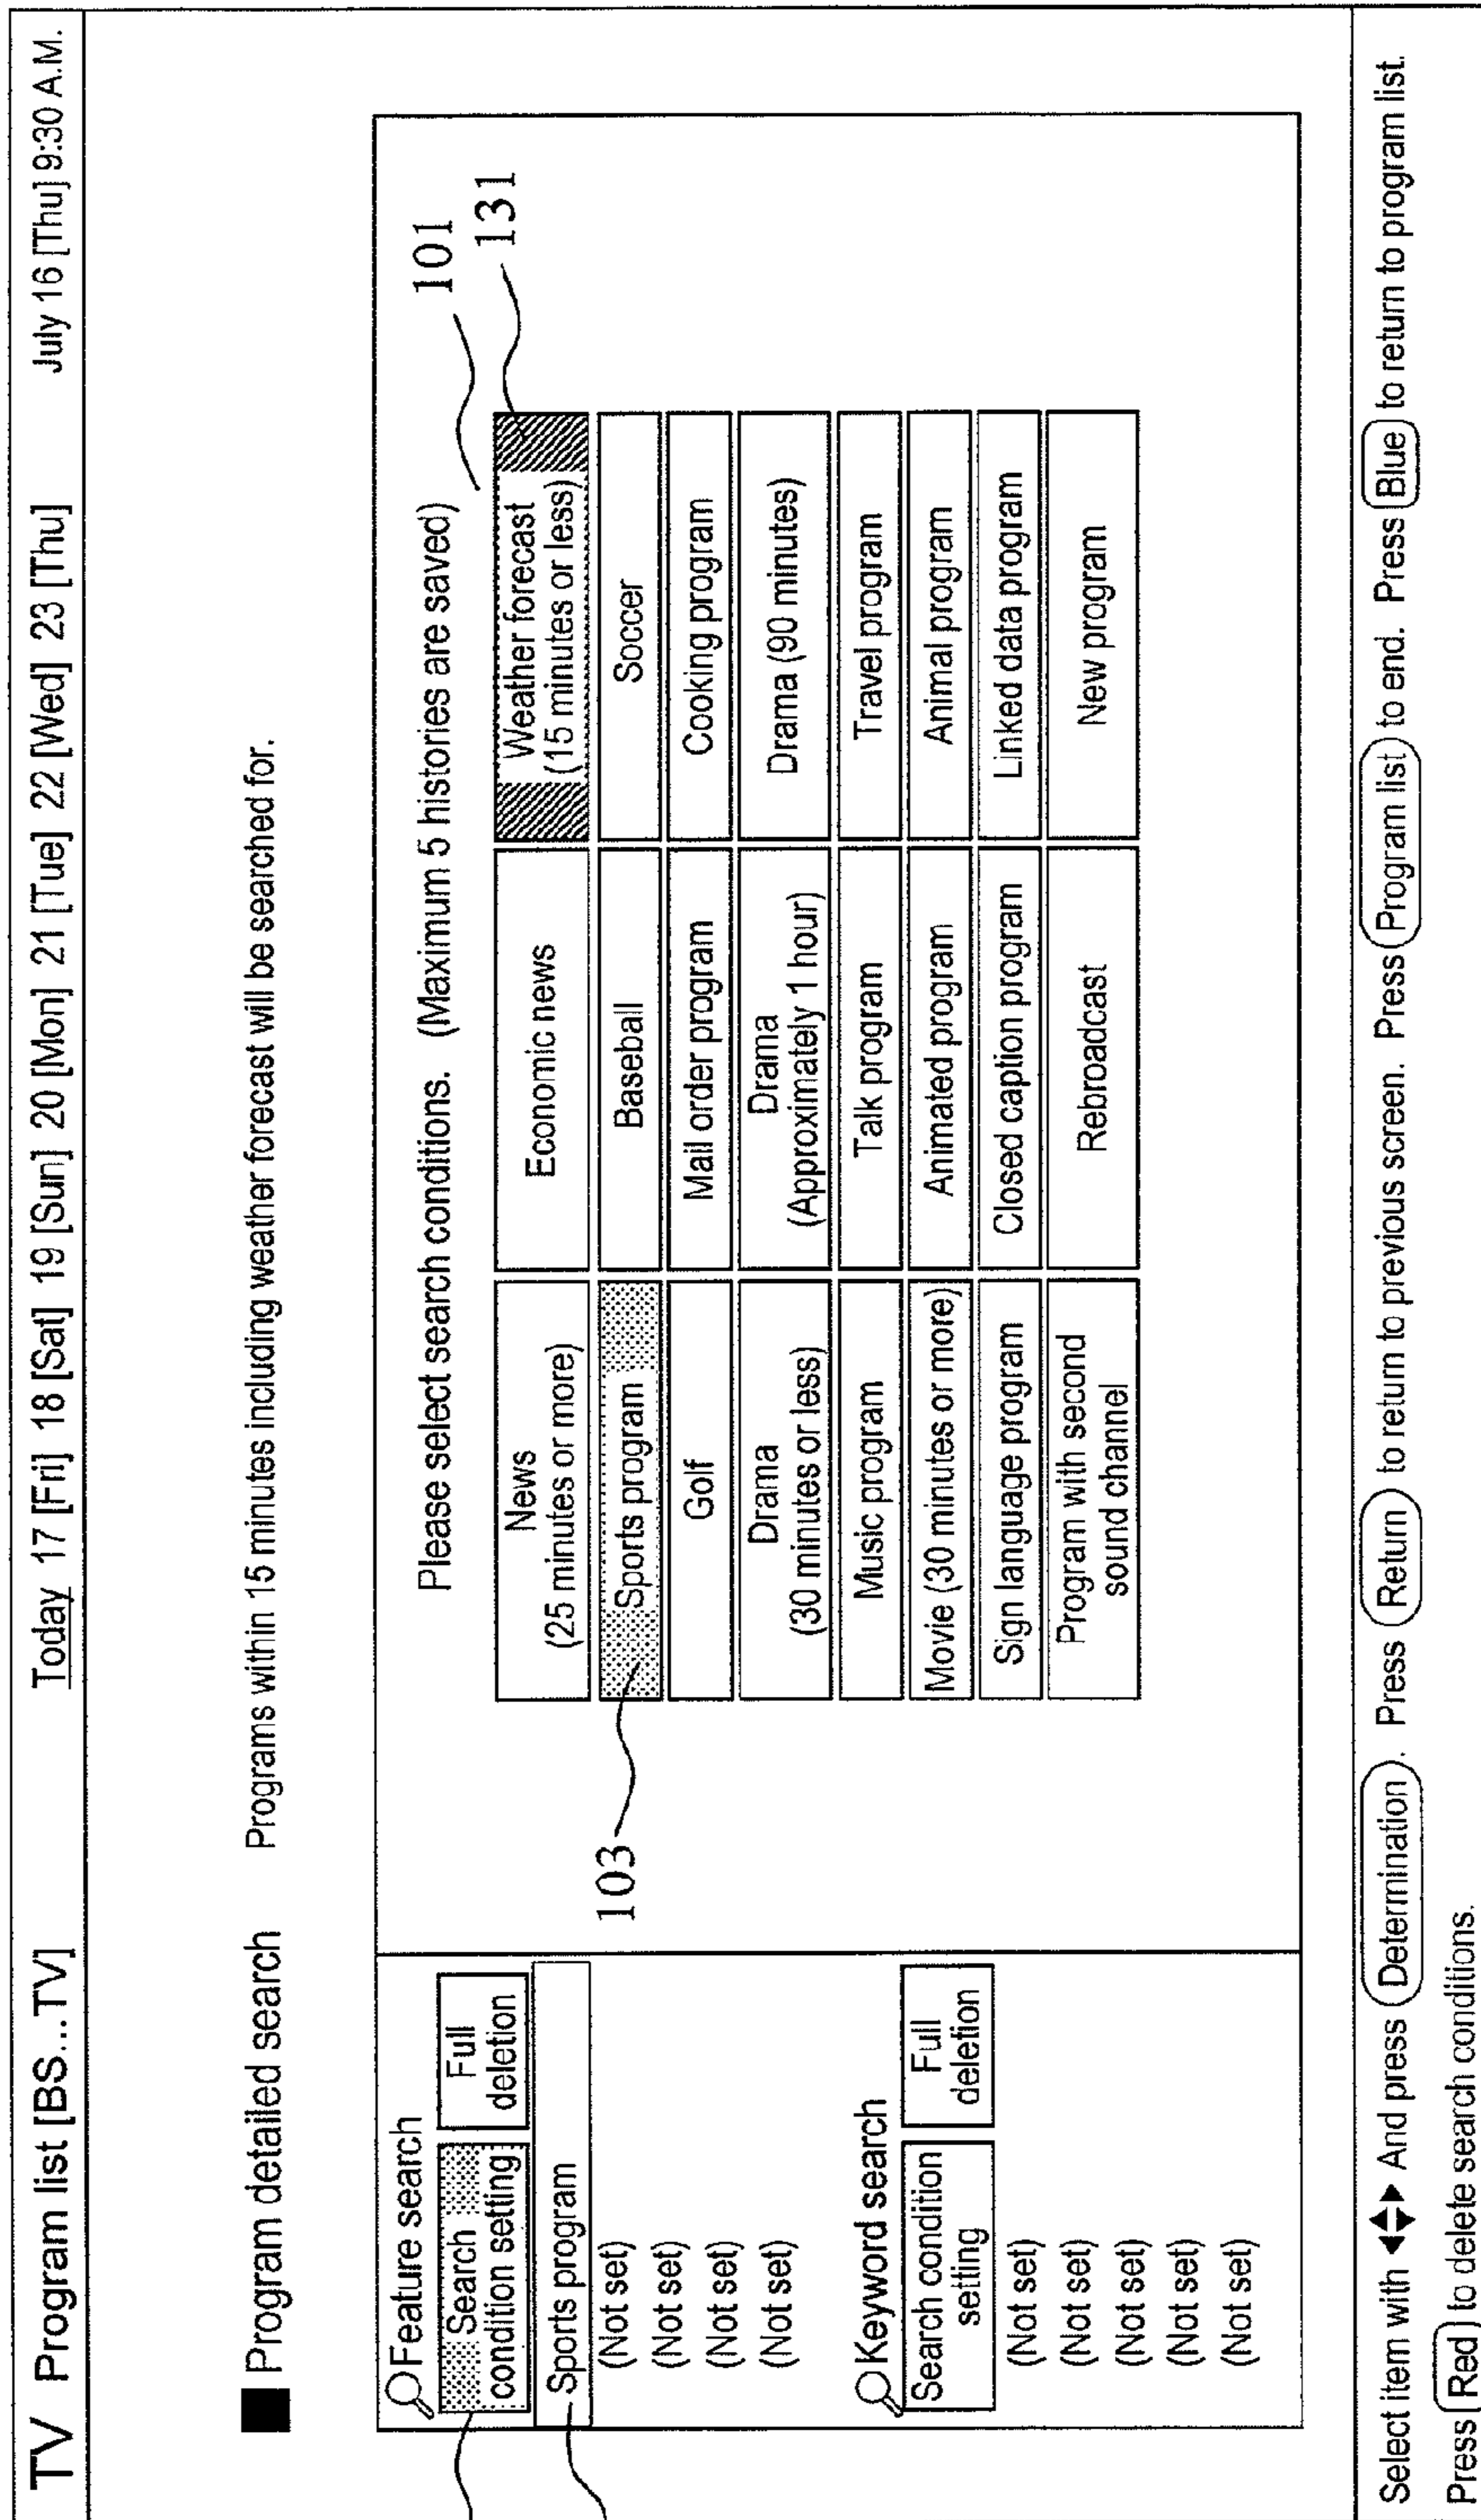 TV Program list [BS...TV] Today 17 [Fri] 18 [Sat] 19 [Sun] 20 [Mon] 21 [Tue] 22 [Wed] 23 [Thu] July 16 [Thu] 9:30 A.M.
Program detailed search Programs within 15 minutes including weather forecast will be searched for.
Feature search
Search
condition setting
Full
deletion
Sports program
(Not set)
(Not set)
(Not set)
(Not set)
Keyword search
Search condition
setting
Full
deletion
(Not set)
(Not set)
(Not set)
(Not set)
(Not set)
Please select search conditions. (Maximum 5 histories are saved)
101
131
103
News
(25 minutes or more)
Economic news
Weather forecast
(15 minutes or less)
Sports program
Baseball
Soccer
Golf
Mail order program
Cooking program
Drama
(30 minutes or less)
Drama
(Approximately 1 hour)
Drama (90 minutes)
Music program
Talk program
Travel program
Movie (30 minutes or more)
Animated program
Animal program
Sign language program
Closed caption program
Linked data program
Program with second
sound channel
Rebroadcast
New program
Select item with And press Determination. Press Return to return to previous screen. Press Program list to end. Press Blue to return to program list.
Press Red to delete search conditions.